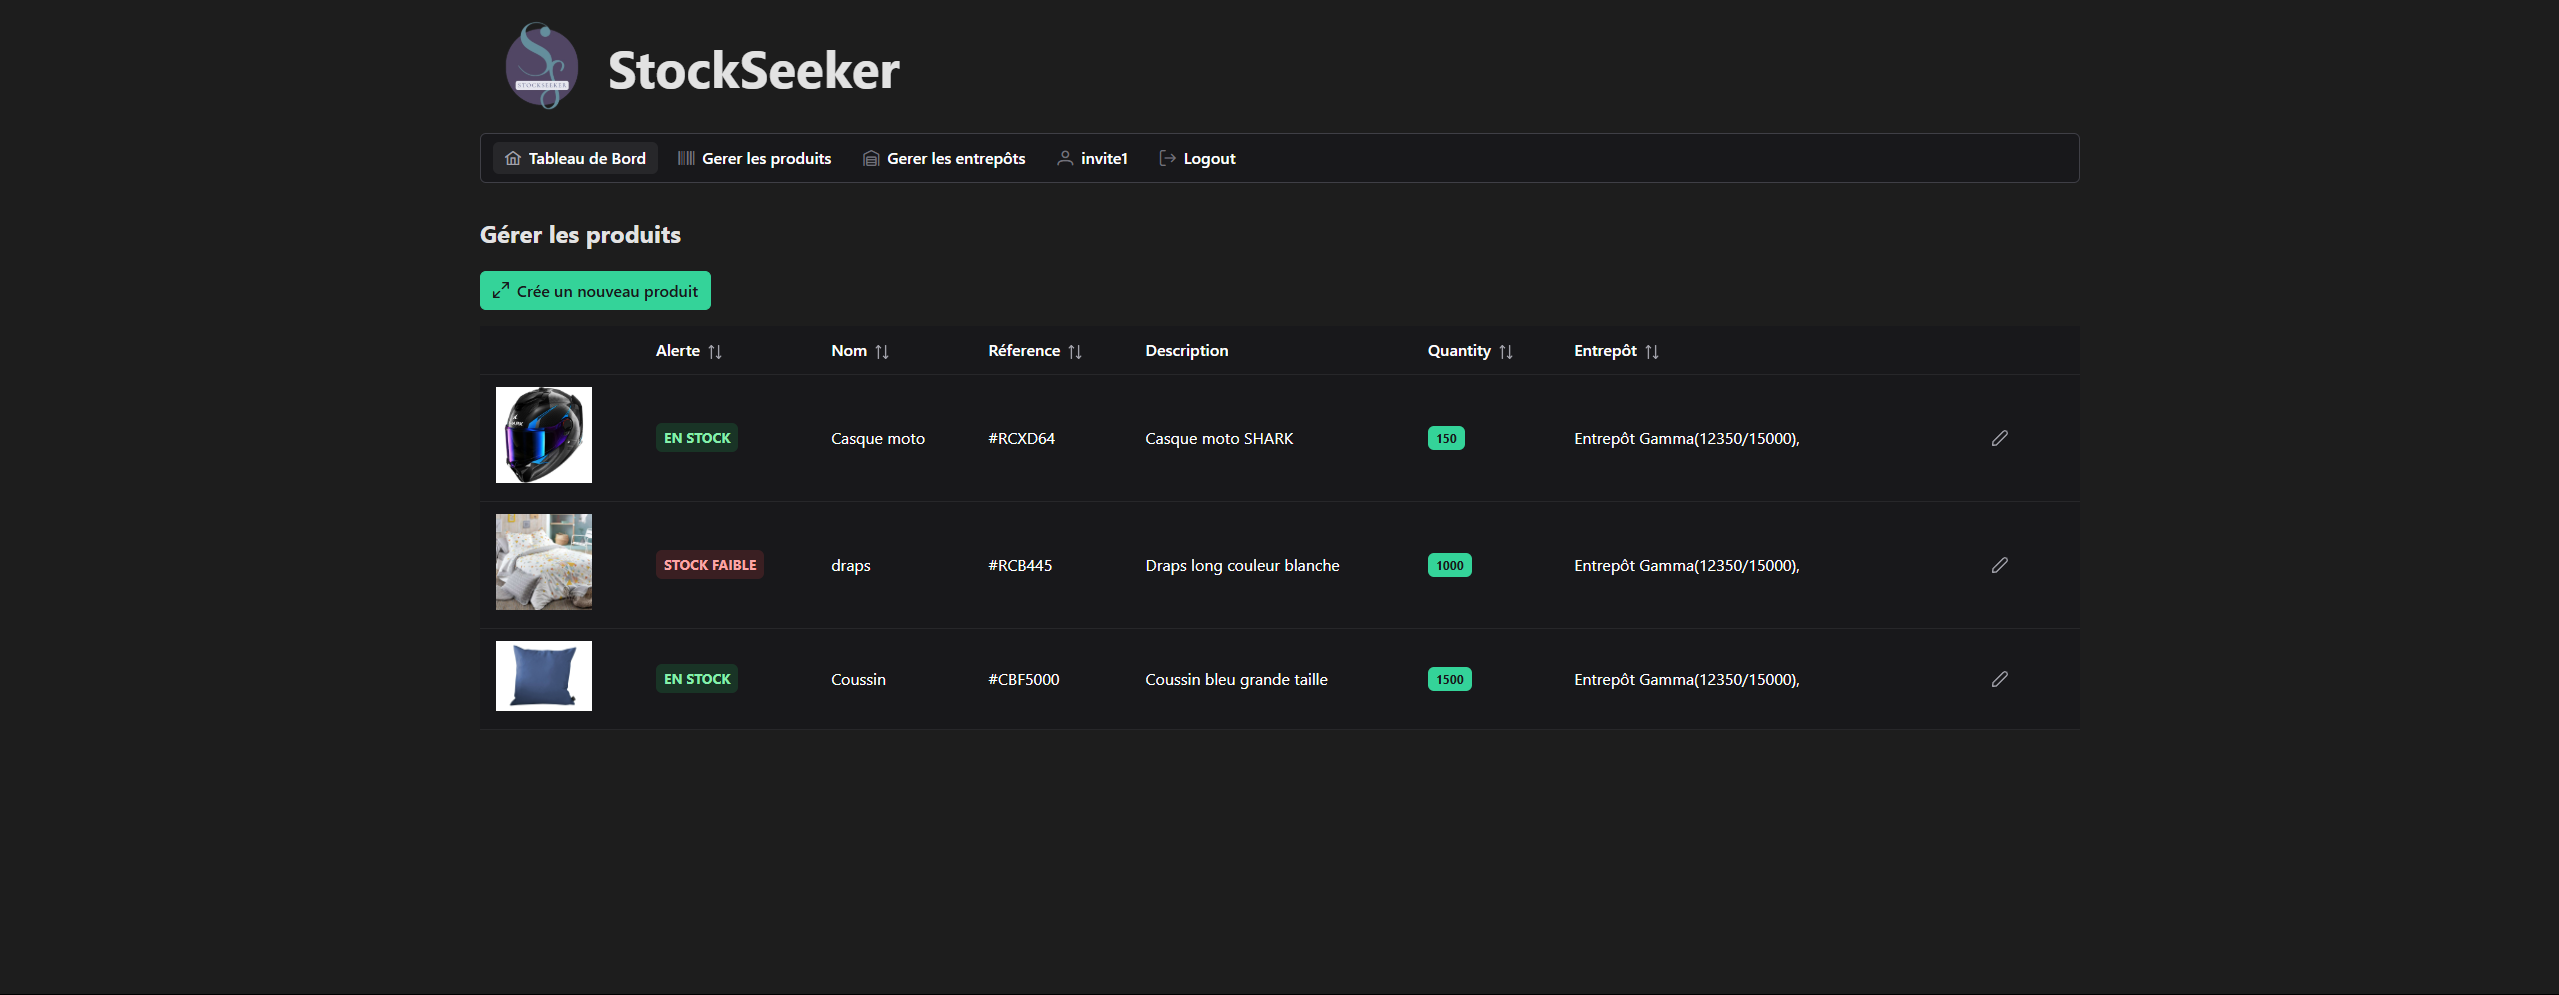 STOCKSEEKER
StockSeeker
Tableau de Bord Gerer les produits Gerer les entrepôts invite1 Logout
Gérer les produits
Crée un nouveau produit
Alerte Nom Réference Description Quantity Entrepôt
SHARK
EN STOCK Casque moto #RCXD64 Casque moto SHARK 150 Entrepôt Gamma(12350/15000),
STOCK FAIBLE draps #RCB445 Draps long couleur blanche 1000 Entrepôt Gamma(12350/15000),
EN STOCK Coussin #CBF5000 Coussin bleu grande taille 1500 Entrepôt Gamma(12350/15000),